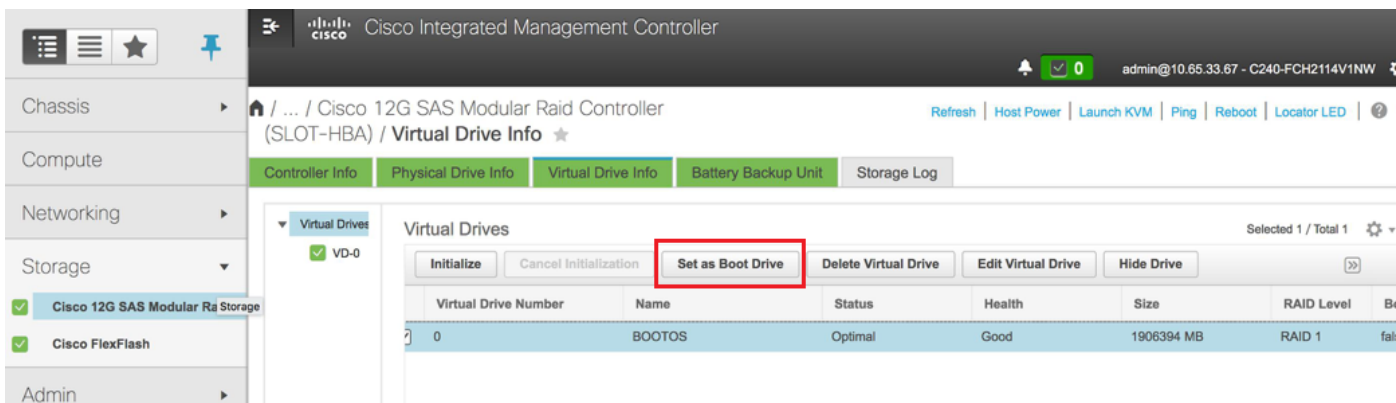 cisco Cisco Integrated Management Controller
0 admin@10.65.33.67 - C240-FCH2114V1NW
Chassis
Compute
Networking
Storage
Cisco 12G SAS Modular Ra Storage
Cisco FlexFlash
Admin
/ ... / Cisco 12G SAS Modular Raid Controller
(SLOT-HBA) / Virtual Drive Info
Refresh | Host Power | Launch KVM | Ping | Reboot | Locator LED | ?
Controller Info Physical Drive Info Virtual Drive Info Battery Backup Unit Storage Log
Virtual Drives
VD-0
Virtual Drives Selected 1 / Total 1
Initialize Cancel Initialization Set as Boot Drive Delete Virtual Drive Edit Virtual Drive Hide Drive >>
Virtual Drive Number Name Status Health Size RAID Level Bo
0 BOOTOS Optimal Good 1906394 MB RAID 1 fal